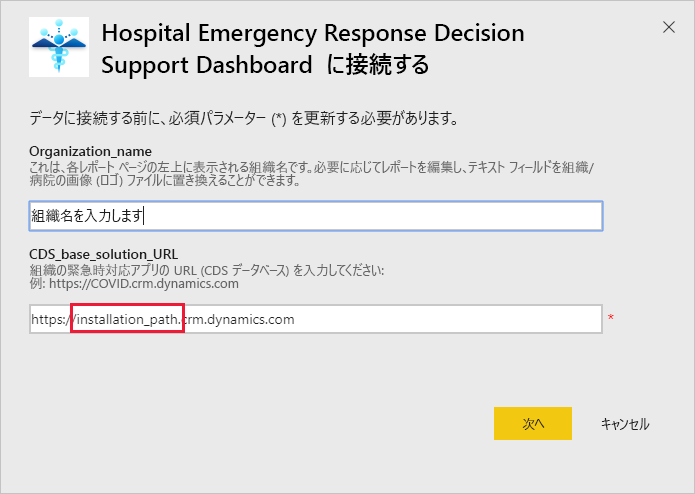 Hospital Emergency Response Decision
Support Dashboard に接続する
データに接続する前に、必須パラメーター (*) を更新する必要があります。
Organization_name
これは、各レポート ページの左上に表示される組織名です。必要に応じてレポートを編集し、テキスト フィールドを組織/
病院の画像 (ロゴ) ファイルに置き換えることができます。
組織名を入力します
CDS_base_solution_URL
組織の緊急時対応アプリの URL (CDS データベース) を入力してください:
例: https://COVID.crm.dynamics.com
https://installation_path.crm.dynamics.com *
次へ キャンセル